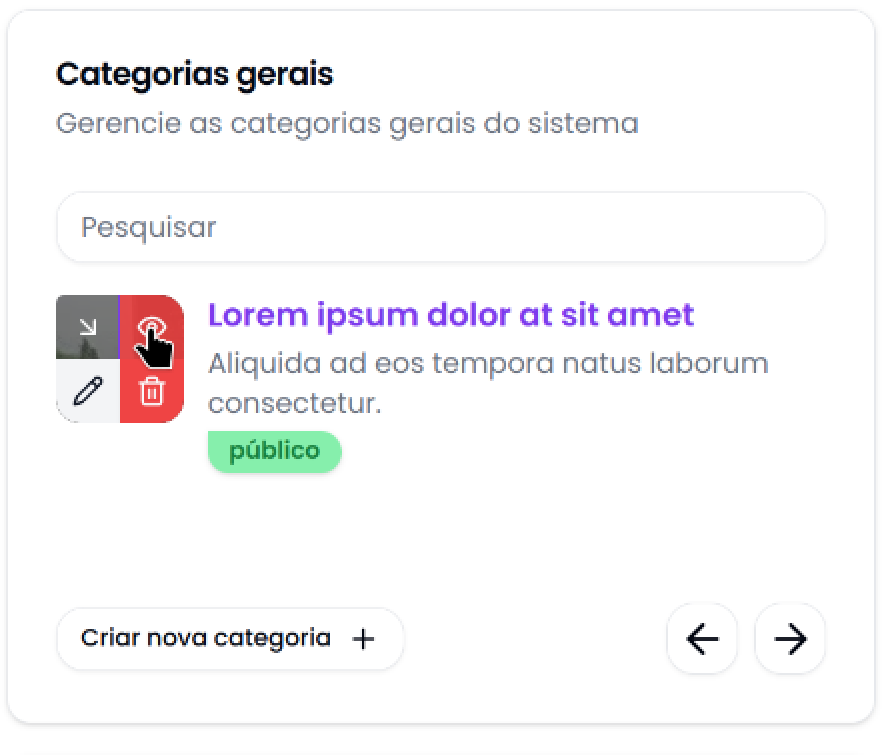 Categorias gerais
Gerencie as categorias gerais do sistema
Pesquisar
Lorem ipsum dolor at sit amet
Aliquida ad eos tempora natus laborum
consectetur.
público
Criar nova categoria +